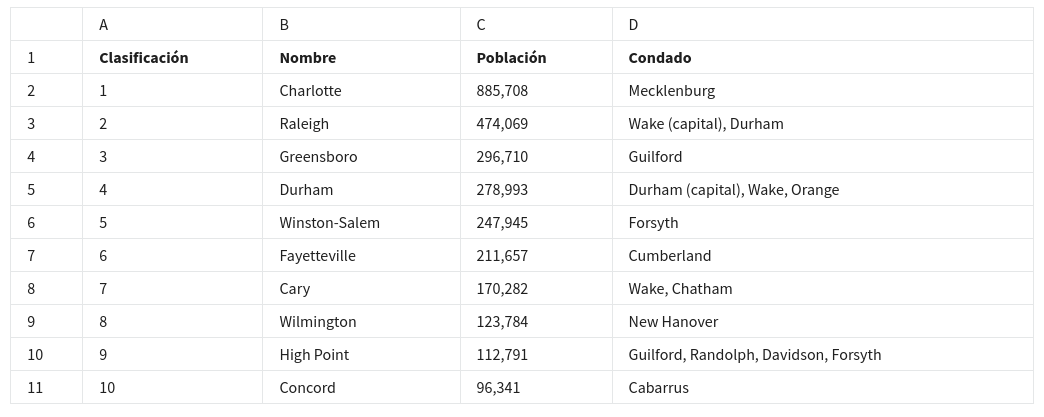 A B C D
1 Clasificación Nombre Población Condado
2 1 Charlotte 885,708 Mecklenburg
3 2 Raleigh 474,069 Wake (capital), Durham
4 3 Greensboro 296,710 Guilford
5 4 Durham 278,993 Durham (capital), Wake, Orange
6 5 Winston-Salem 247,945 Forsyth
7 6 Fayetteville 211,657 Cumberland
8 7 Cary 170,282 Wake, Chatham
9 8 Wilmington 123,784 New Hanover
10 9 High Point 112,791 Guilford, Randolph, Davidson, Forsyth
11 10 Concord 96,341 Cabarrus